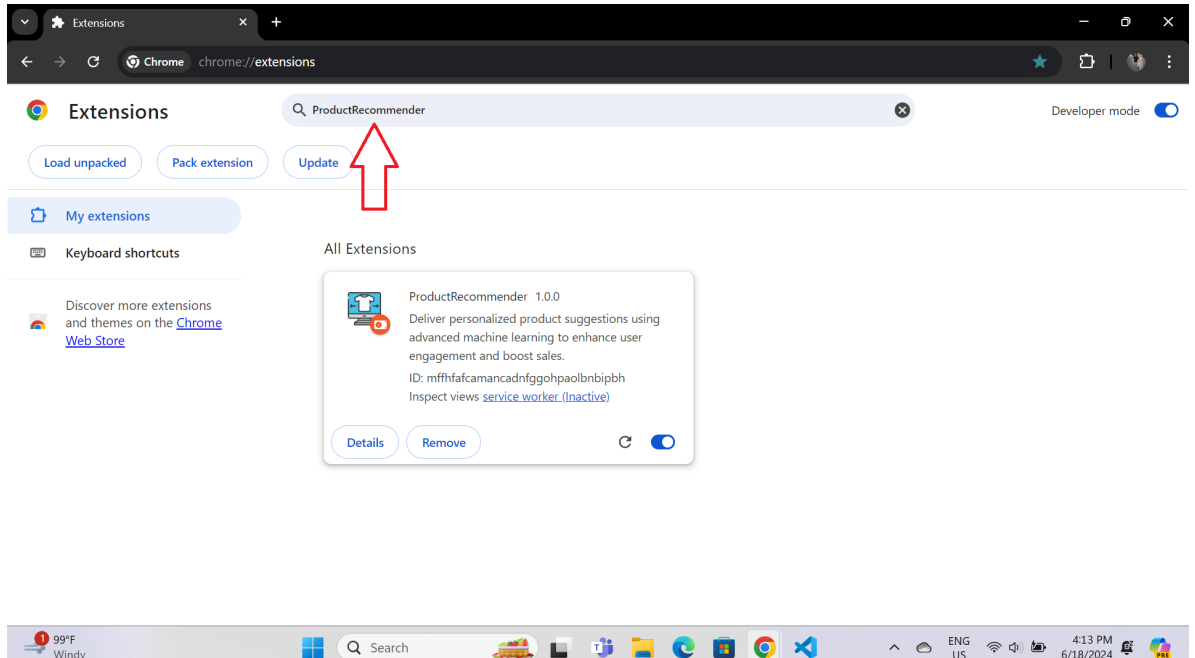 Extensions
Chrome chrome://extensions
Extensions
ProductRecommender
Developer mode
Load unpacked
Pack extension
Update
My extensions
Keyboard shortcuts
Discover more extensions
and themes on the Chrome
Web Store
All Extensions
ProductRecommender 1.0.0
Deliver personalized product suggestions using
advanced machine learning to enhance user
engagement and boost sales.
ID: mffhfafcamancadnfggohpaolbnbipbh
Inspect views service worker (Inactive)
Details
Remove
1
99°F
Windy
Search
ENG
US
4:13 PM
6/18/2024
PRE